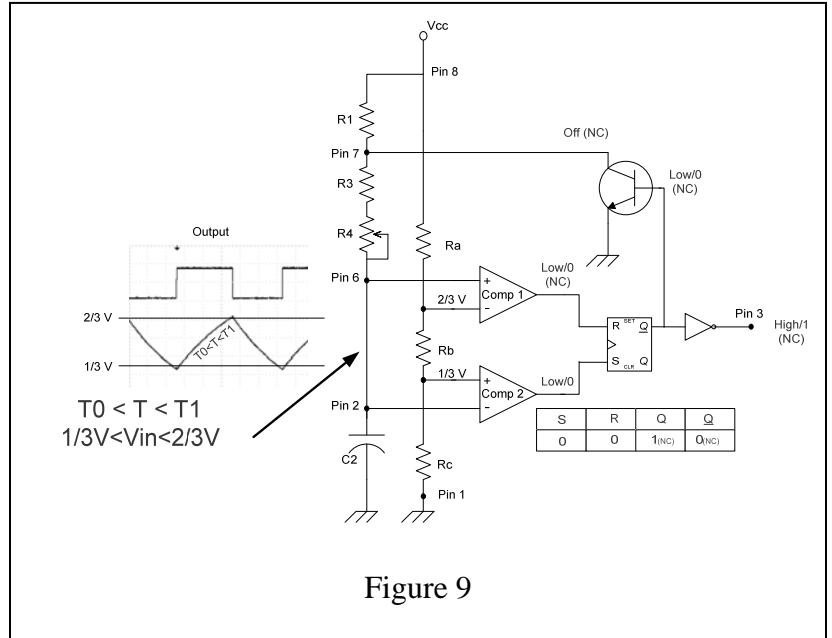 Vcc
Pin 8
R1
Off (NC)
Pin 7
Low/0
(NC)
R3
Output
R4
Ra
Pin 6
Low/0
(NC)
+
Comp 1
-
2/3 V
Pin 3
High/1
(NC)
R SET Q
S CLR Q
2/3 V
T0<T<T1
1/3 V
Rb
1/3 V
+
Comp 2
-
Low/0
T0 < T < T1
1/3V<Vin<2/3V
Pin 2
S R Q Q
0 0 1(NC) 0(NC)
C2
Rc
Pin 1
Figure 9